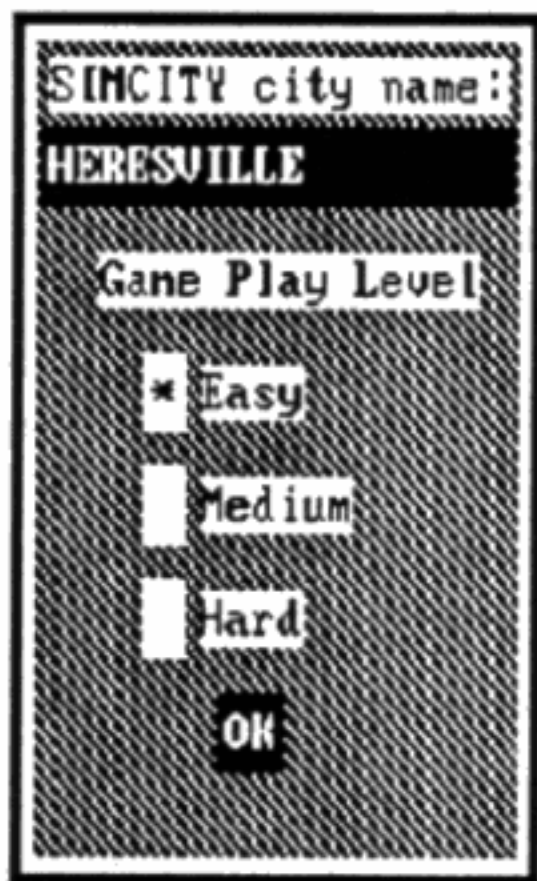 SIMCITY city name:
HERESVILLE
Game Play Level
* Easy
Medium
Hard
OK